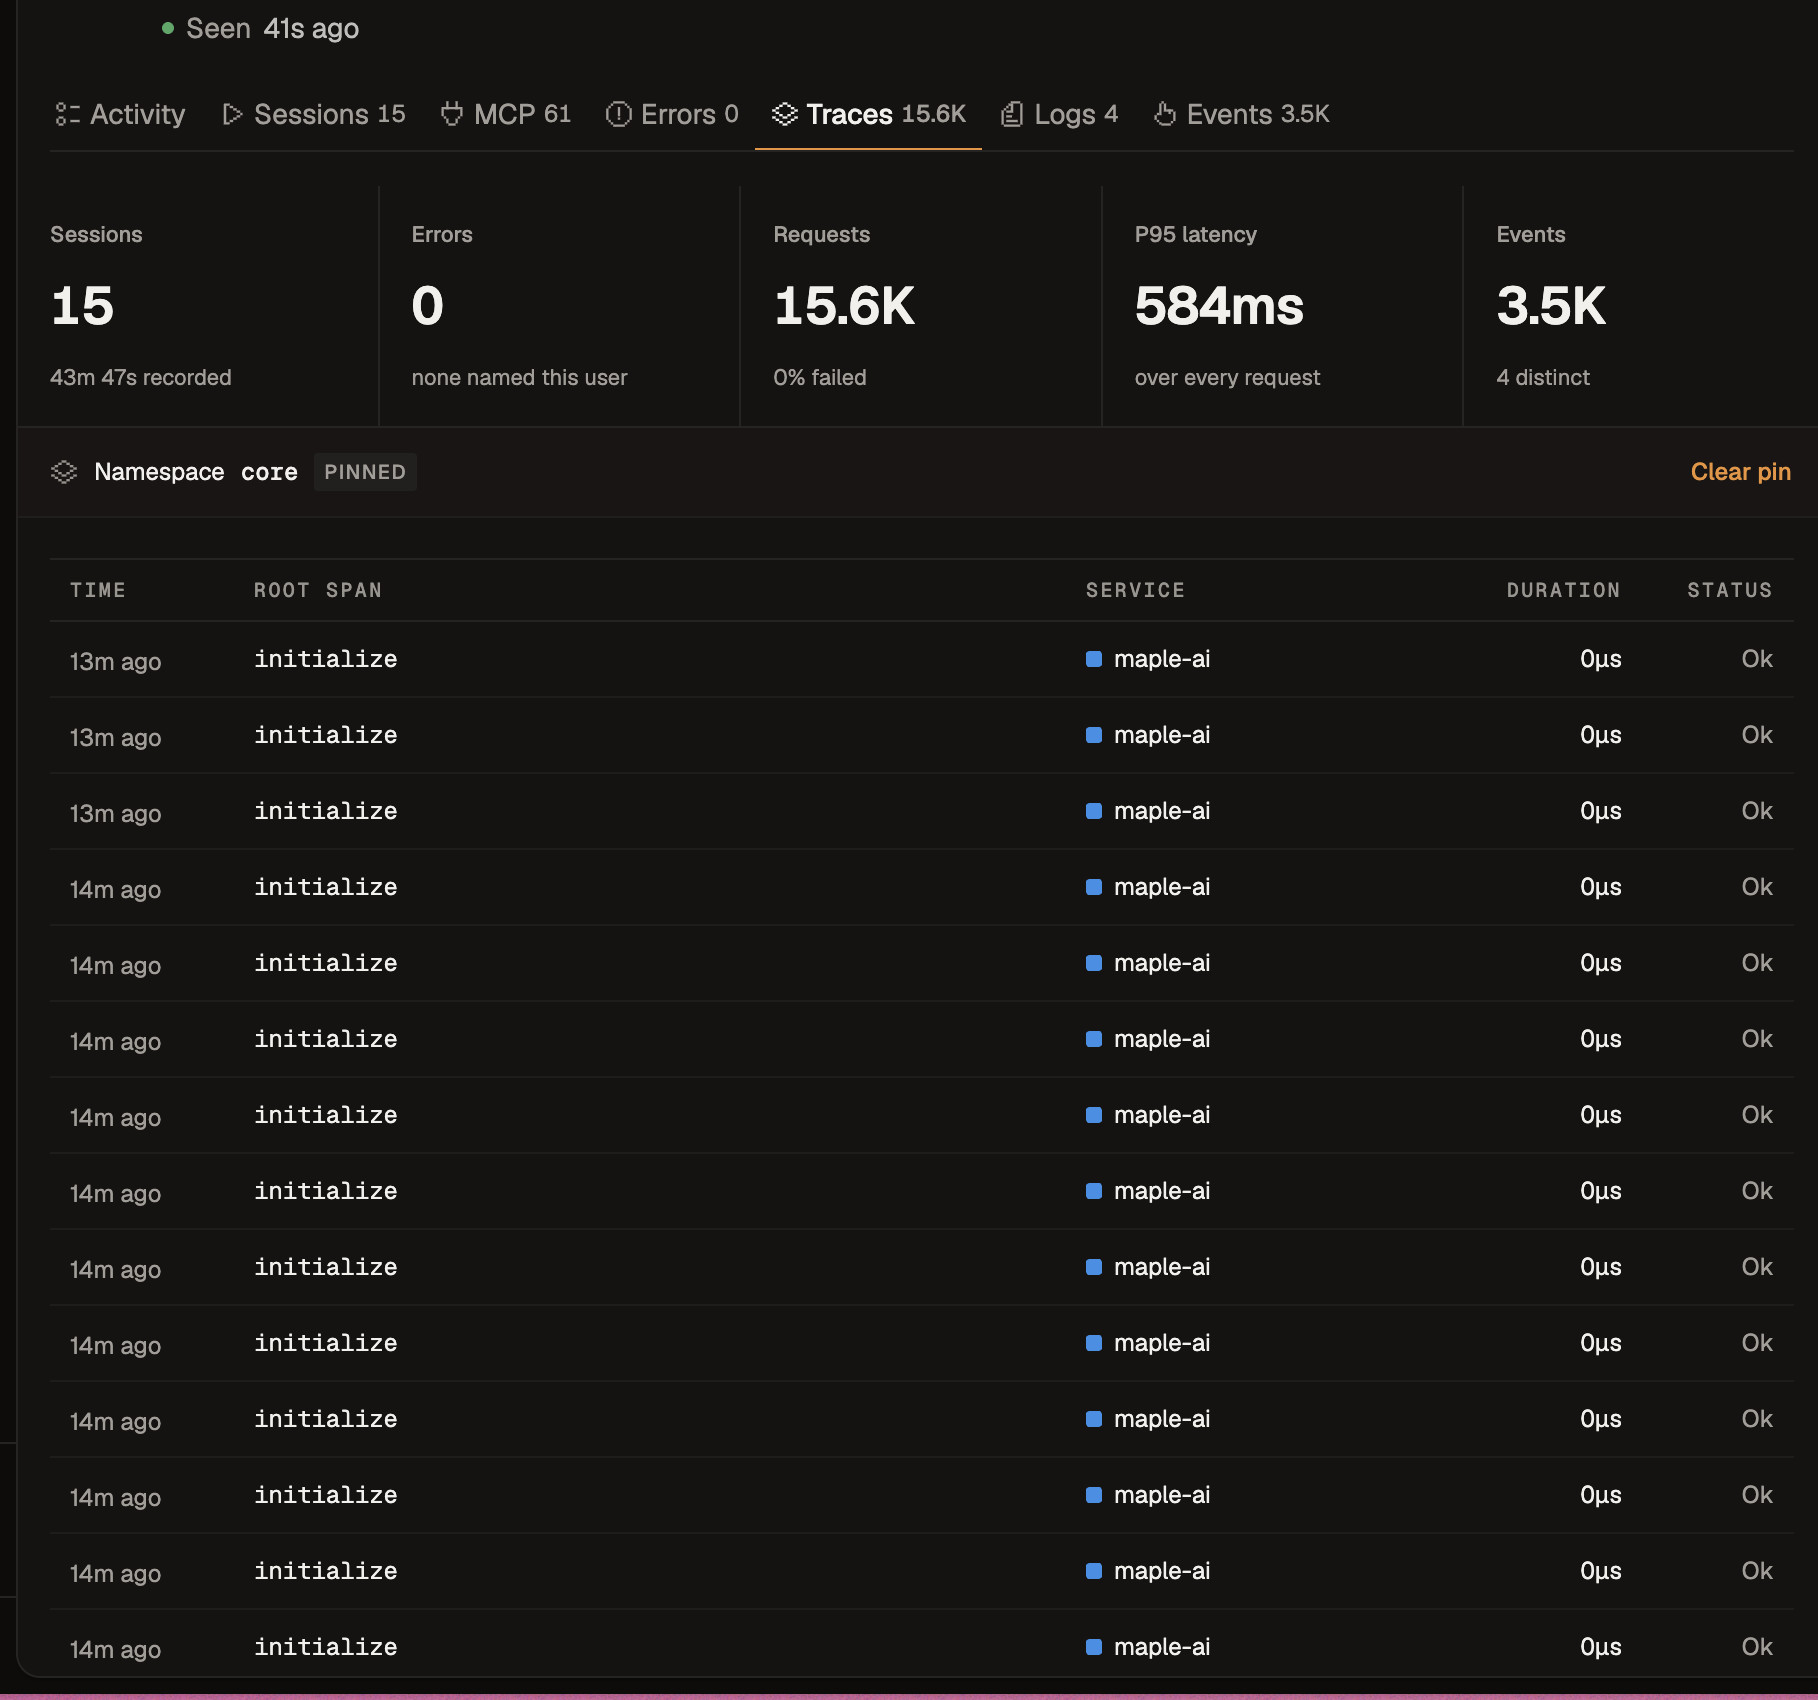 Seen 41s ago
Activity Sessions 15 MCP 61 Errors 0 Traces 15.6K Logs 4 Events 3.5K
Sessions Errors Requests P95 latency Events
15 0 15.6K 584ms 3.5K
43m 47s recorded none named this user 0% failed over every request 4 distinct
Namespace core PINNED Clear pin
TIME ROOT SPAN SERVICE DURATION STATUS
13m ago initialize maple-ai 0µs Ok
13m ago initialize maple-ai 0µs Ok
13m ago initialize maple-ai 0µs Ok
14m ago initialize maple-ai 0µs Ok
14m ago initialize maple-ai 0µs Ok
14m ago initialize maple-ai 0µs Ok
14m ago initialize maple-ai 0µs Ok
14m ago initialize maple-ai 0µs Ok
14m ago initialize maple-ai 0µs Ok
14m ago initialize maple-ai 0µs Ok
14m ago initialize maple-ai 0µs Ok
14m ago initialize maple-ai 0µs Ok
14m ago initialize maple-ai 0µs Ok
14m ago initialize maple-ai 0µs Ok